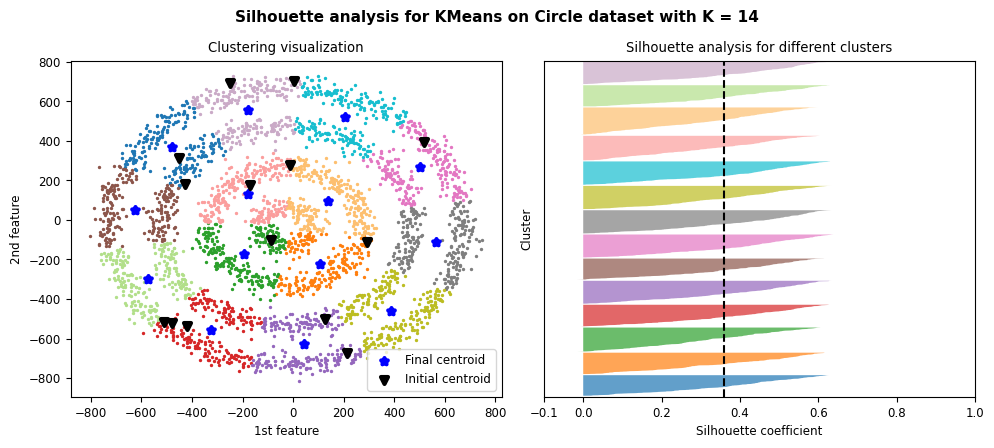 Silhouette analysis for KMeans on Circle dataset with K = 14
Clustering visualization
2nd feature
800
600
400
200
0
−200
−400
−600
−800
−800
−600
−400
−200
0
200
400
600
800
1st feature
Final centroid
Initial centroid
Silhouette analysis for different clusters
Cluster
−0.1
0.0
0.2
0.4
0.6
0.8
1.0
Silhouette coefficient